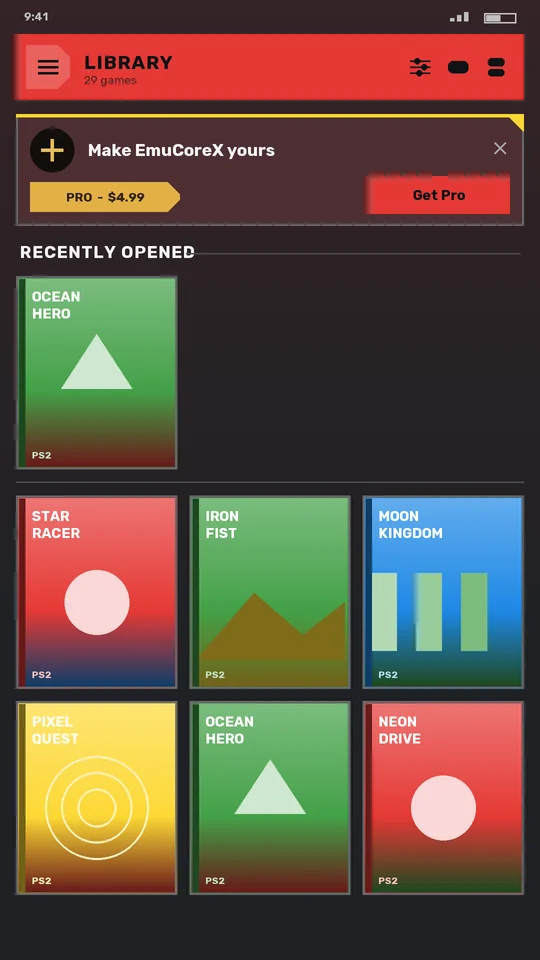 9:41
LIBRARY
29 games
Make EmuCoreX yours
PRO - $4.99
Get Pro
RECENTLY OPENED
OCEAN
HERO
PS2
STAR
RACER
PS2
IRON
FIST
PS2
MOON
KINGDOM
PS2
PIXEL
QUEST
PS2
OCEAN
HERO
PS2
NEON
DRIVE
PS2